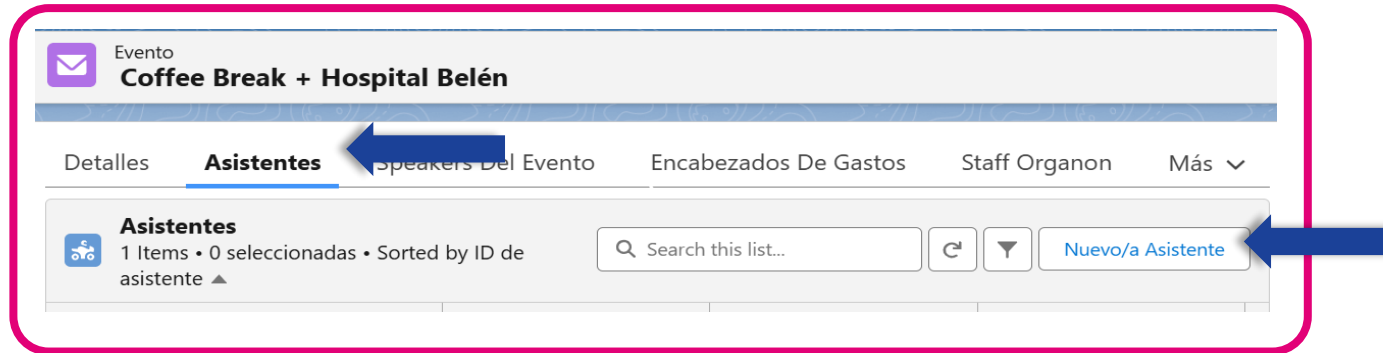 Evento
Coffee Break + Hospital Belén
Detalles Asistentes Speakers Del Evento Encabezados De Gastos Staff Organon Más
Asistentes
1 Items • 0 seleccionadas • Sorted by ID de
asistente
Search this list...
Nuevo/a Asistente